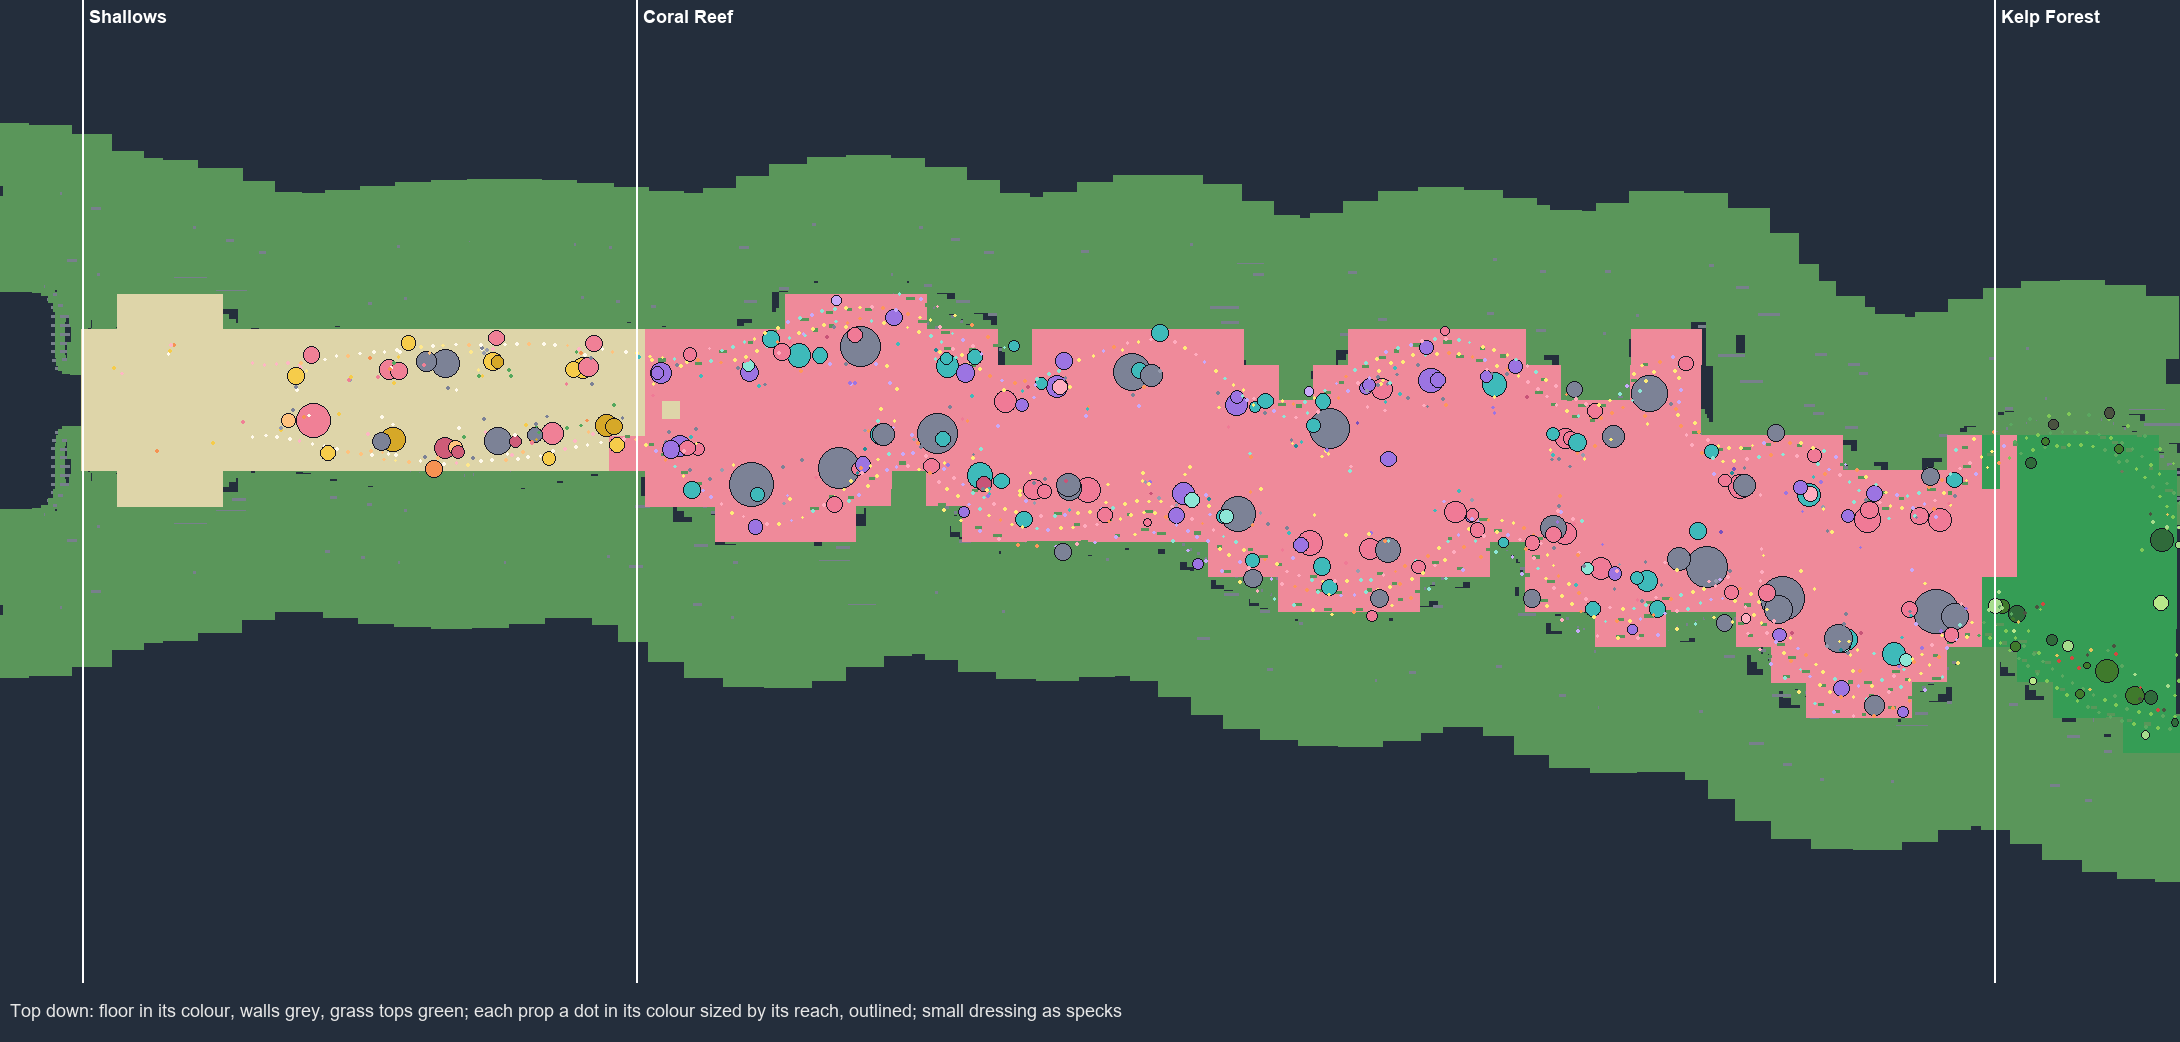 Shallows
Coral Reef
Kelp Forest
Top down: floor in its colour, walls grey, grass tops green; each prop a dot in its colour sized by its reach, outlined; small dressing as specks